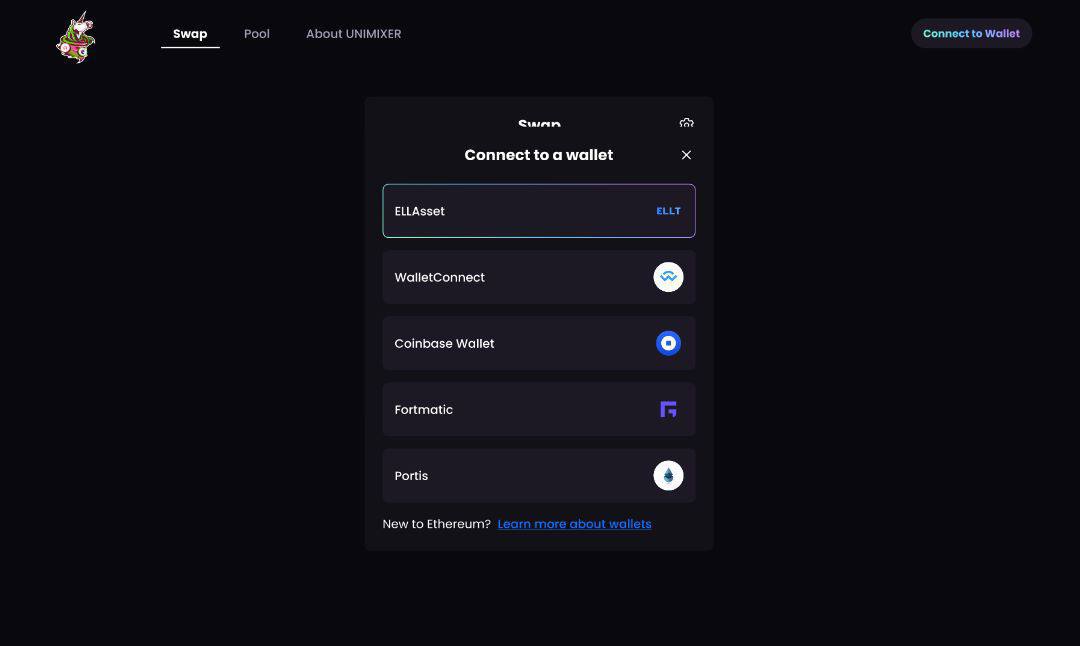 Swap Pool About UNIMIXER Connect to Wallet
Swap
Connect to a wallet
ELLAsset ELLT
WalletConnect
Coinbase Wallet
Fortmatic
Portis
New to Ethereum? Learn more about wallets